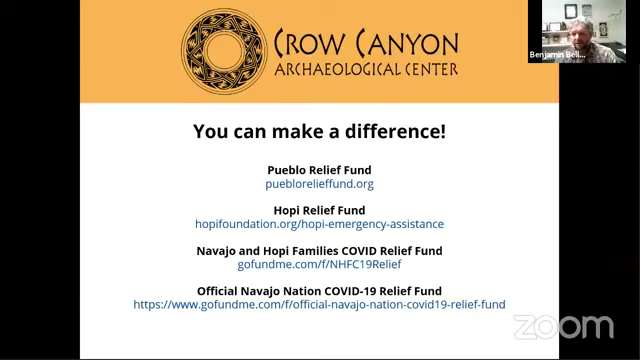 CROW CANYON
ARCHAEOLOGICAL CENTER
Benjamin Bell...
You can make a difference!
Pueblo Relief Fund
pueblorelieffund.org
Hopi Relief Fund
hopifoundation.org/hopi-emergency-assistance
Navajo and Hopi Families COVID Relief Fund
gofundme.com/f/NHFC19Relief
Official Navajo Nation COVID-19 Relief Fund
https://www.gofundme.com/f/official-navajo-nation-covid19-relief-fund
zoom